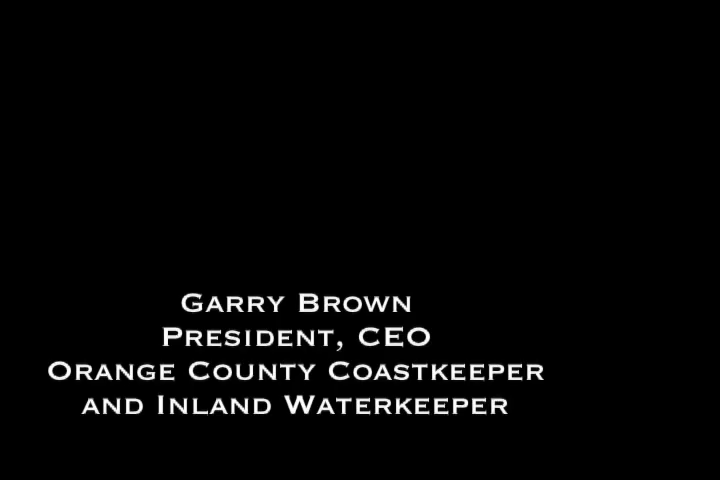 Garry Brown
President, CEO
Orange County Coastkeeper
and Inland Waterkeeper